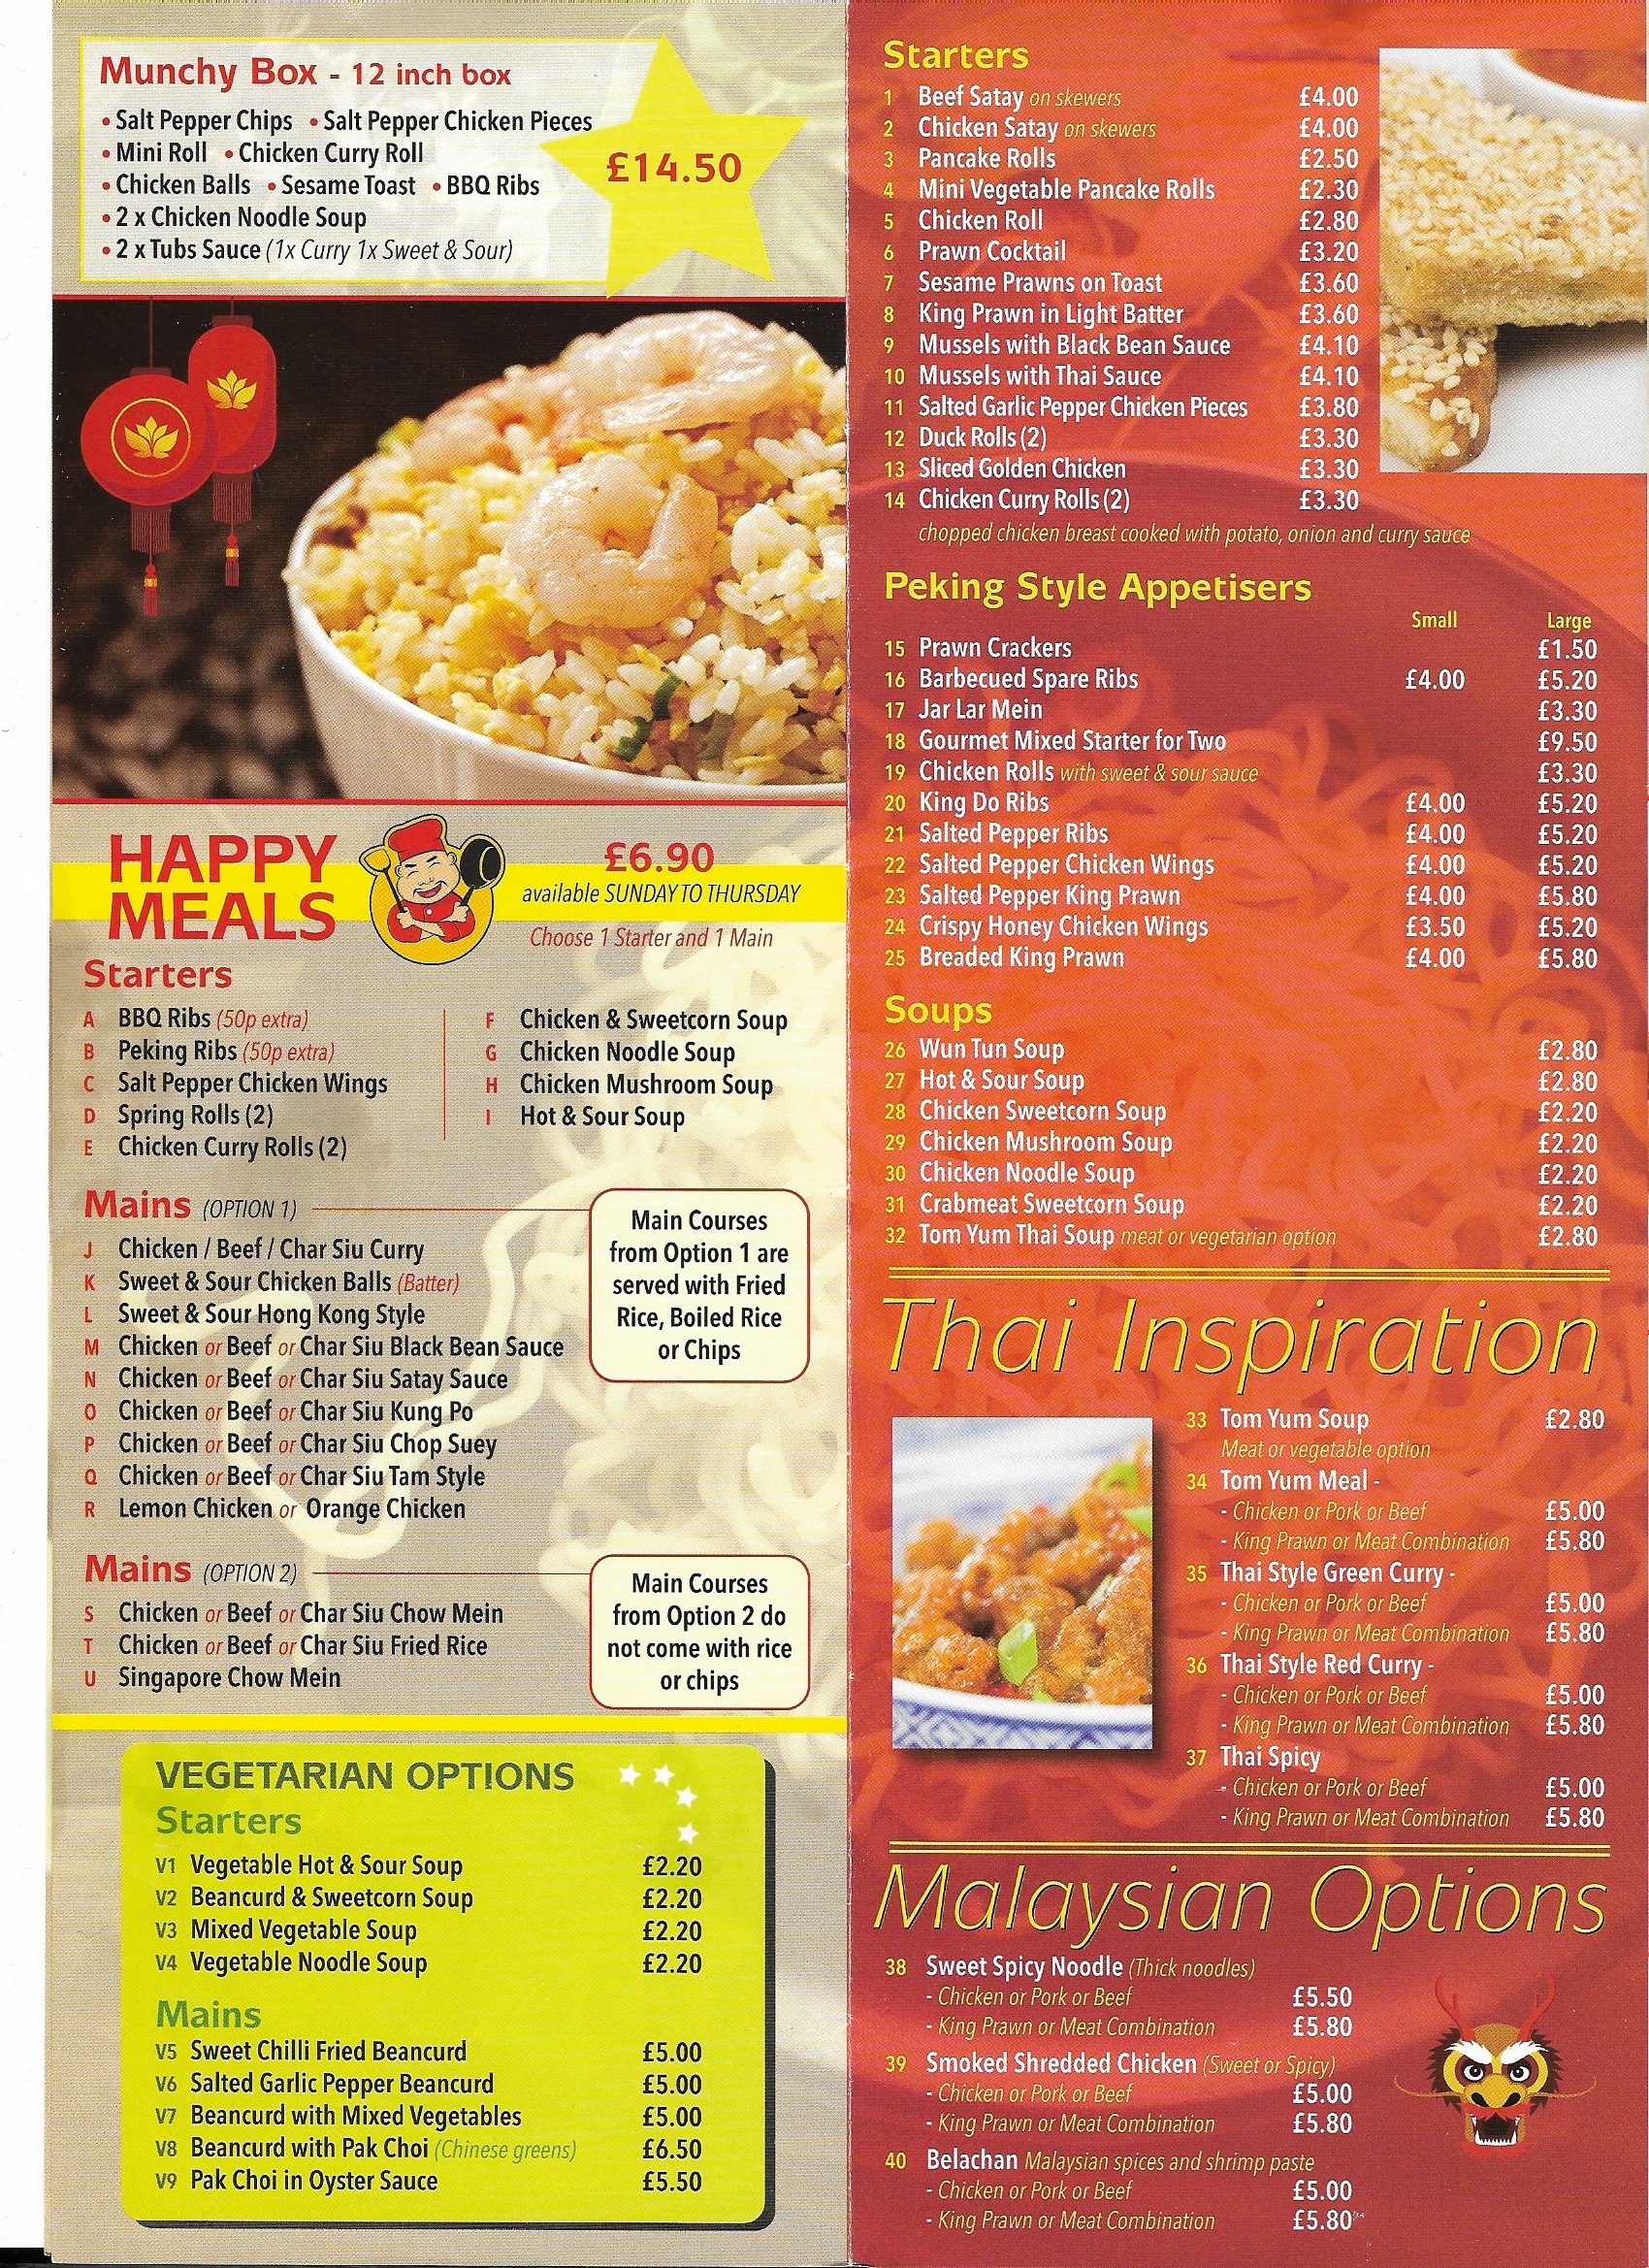 Munchy Box - 12 inch box
• Salt Pepper Chips • Salt Pepper Chicken Pieces
• Mini Roll • Chicken Curry Roll
• Chicken Balls • Sesame Toast • BBQ Ribs
• 2 x Chicken Noodle Soup
• 2 x Tubs Sauce (1x Curry 1x Sweet & Sour)
£14.50
HAPPY
MEALS
£6.90
available SUNDAY TO THURSDAY
Choose 1 Starter and 1 Main
Starters
A BBQ Ribs (50p extra)
B Peking Ribs (50p extra)
C Salt Pepper Chicken Wings
D Spring Rolls (2)
E Chicken Curry Rolls (2)
F Chicken & Sweetcorn Soup
G Chicken Noodle Soup
H Chicken Mushroom Soup
I Hot & Sour Soup
Mains (OPTION 1)
J Chicken / Beef / Char Siu Curry
K Sweet & Sour Chicken Balls (Batter)
L Sweet & Sour Hong Kong Style
M Chicken or Beef or Char Siu Black Bean Sauce
N Chicken or Beef or Char Siu Satay Sauce
O Chicken or Beef or Char Siu Kung Po
P Chicken or Beef or Char Siu Chop Suey
Q Chicken or Beef or Char Siu Tam Style
R Lemon Chicken or Orange Chicken
Main Courses
from Option 1 are
served with Fried
Rice, Boiled Rice
or Chips
Mains (OPTION 2)
S Chicken or Beef or Char Siu Chow Mein
T Chicken or Beef or Char Siu Fried Rice
U Singapore Chow Mein
Main Courses
from Option 2 do
not come with rice
or chips
VEGETARIAN OPTIONS
Starters
V1 Vegetable Hot & Sour Soup £2.20
V2 Beancurd & Sweetcorn Soup £2.20
V3 Mixed Vegetable Soup £2.20
V4 Vegetable Noodle Soup £2.20
Mains
V5 Sweet Chilli Fried Beancurd £5.00
V6 Salted Garlic Pepper Beancurd £5.00
V7 Beancurd with Mixed Vegetables £5.00
V8 Beancurd with Pak Choi (Chinese greens) £6.50
V9 Pak Choi in Oyster Sauce £5.50
Starters
1 Beef Satay on skewers £4.00
2 Chicken Satay on skewers £4.00
3 Pancake Rolls £2.50
4 Mini Vegetable Pancake Rolls £2.30
5 Chicken Roll £2.80
6 Prawn Cocktail £3.20
7 Sesame Prawns on Toast £3.60
8 King Prawn in Light Batter £3.60
9 Mussels with Black Bean Sauce £4.10
10 Mussels with Thai Sauce £4.10
11 Salted Garlic Pepper Chicken Pieces £3.80
12 Duck Rolls (2) £3.30
13 Sliced Golden Chicken £3.30
14 Chicken Curry Rolls (2) £3.30
chopped chicken breast cooked with potato, onion and curry sauce
Peking Style Appetisers
Small Large
15 Prawn Crackers £1.50
16 Barbecued Spare Ribs £4.00 £5.20
17 Jar Lar Mein £3.30
18 Gourmet Mixed Starter for Two £9.50
19 Chicken Rolls with sweet & sour sauce £3.30
20 King Do Ribs £4.00 £5.20
21 Salted Pepper Ribs £4.00 £5.20
22 Salted Pepper Chicken Wings £4.00 £5.20
23 Salted Pepper King Prawn £4.00 £5.80
24 Crispy Honey Chicken Wings £3.50 £5.20
25 Breaded King Prawn £4.00 £5.80
Soups
26 Wun Tun Soup £2.80
27 Hot & Sour Soup £2.80
28 Chicken Sweetcorn Soup £2.20
29 Chicken Mushroom Soup £2.20
30 Chicken Noodle Soup £2.20
31 Crabmeat Sweetcorn Soup £2.20
32 Tom Yum Thai Soup meat or vegetarian option £2.80
Thai Inspiration
33 Tom Yum Soup £2.80
Meat or vegetable option
34 Tom Yum Meal -
- Chicken or Pork or Beef £5.00
- King Prawn or Meat Combination £5.80
35 Thai Style Green Curry -
- Chicken or Pork or Beef £5.00
- King Prawn or Meat Combination £5.80
36 Thai Style Red Curry -
- Chicken or Pork or Beef £5.00
- King Prawn or Meat Combination £5.80
37 Thai Spicy
- Chicken or Pork or Beef £5.00
- King Prawn or Meat Combination £5.80
Malaysian Options
38 Sweet Spicy Noodle (Thick noodles)
- Chicken or Pork or Beef £5.50
- King Prawn or Meat Combination £5.80
39 Smoked Shredded Chicken (Sweet or Spicy)
- Chicken or Pork or Beef £5.00
- King Prawn or Meat Combination £5.80
40 Belachan Malaysian spices and shrimp paste
- Chicken or Pork or Beef £5.00
- King Prawn or Meat Combination £5.80